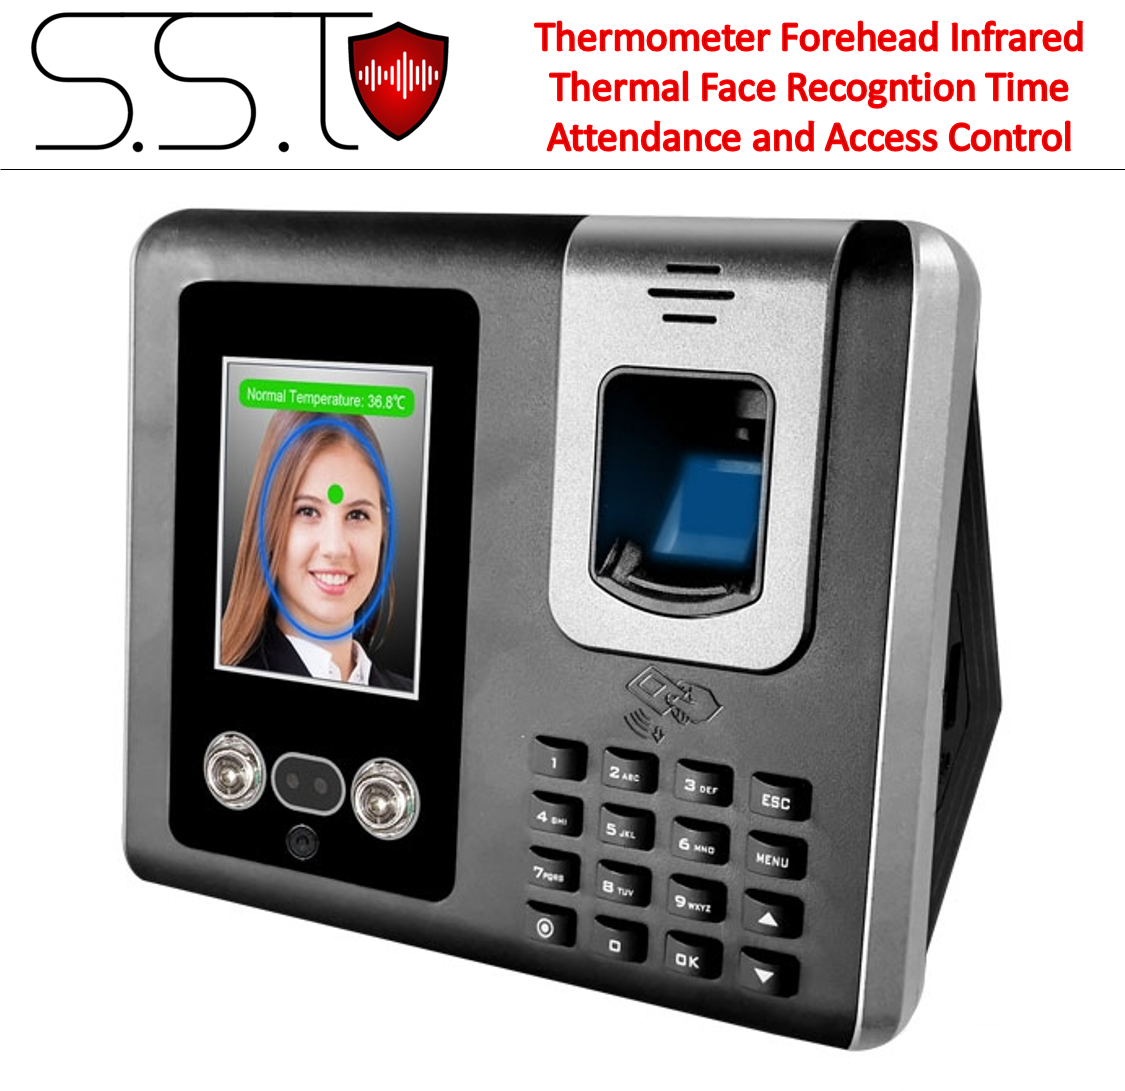 S.S.T
Thermometer Forehead Infrared
Thermal Face Recogntion Time
Attendance and Access Control
Normal Temperature: 36.8℃
1
2 ABC
3 DEF
ESC
4 GHI
5 JKL
6 MNO
MENU
7 PQRS
8 TUV
9 WXYZ
0
OK